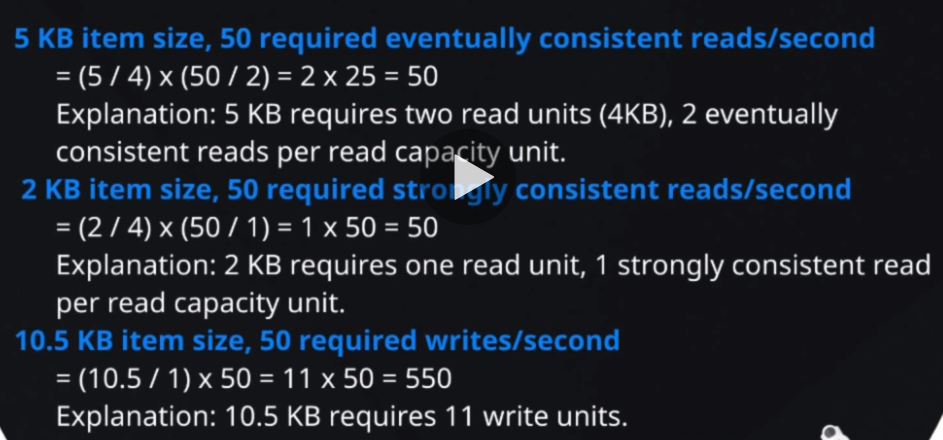 5 KB item size, 50 required eventually consistent reads/second
= (5 / 4) x (50 / 2) = 2 x 25 = 50
Explanation: 5 KB requires two read units (4KB), 2 eventually
consistent reads per read capacity unit.
2 KB item size, 50 required strongly consistent reads/second
= (2 / 4) x (50 / 1) = 1 x 50 = 50
Explanation: 2 KB requires one read unit, 1 strongly consistent read
per read capacity unit.
10.5 KB item size, 50 required writes/second
= (10.5 / 1) x 50 = 11 x 50 = 550
Explanation: 10.5 KB requires 11 write units.